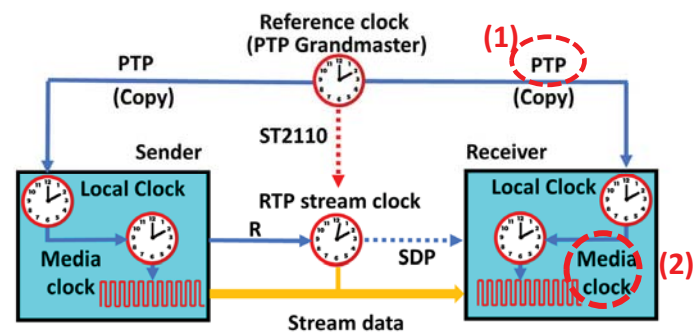 Reference clock
(PTP Grandmaster)
(1)
PTP
(Copy)
PTP
(Copy)
ST2110
Sender
Receiver
Local Clock
RTP stream clock
Local Clock
R
SDP
Media
clock
Media
clock
(2)
Stream data